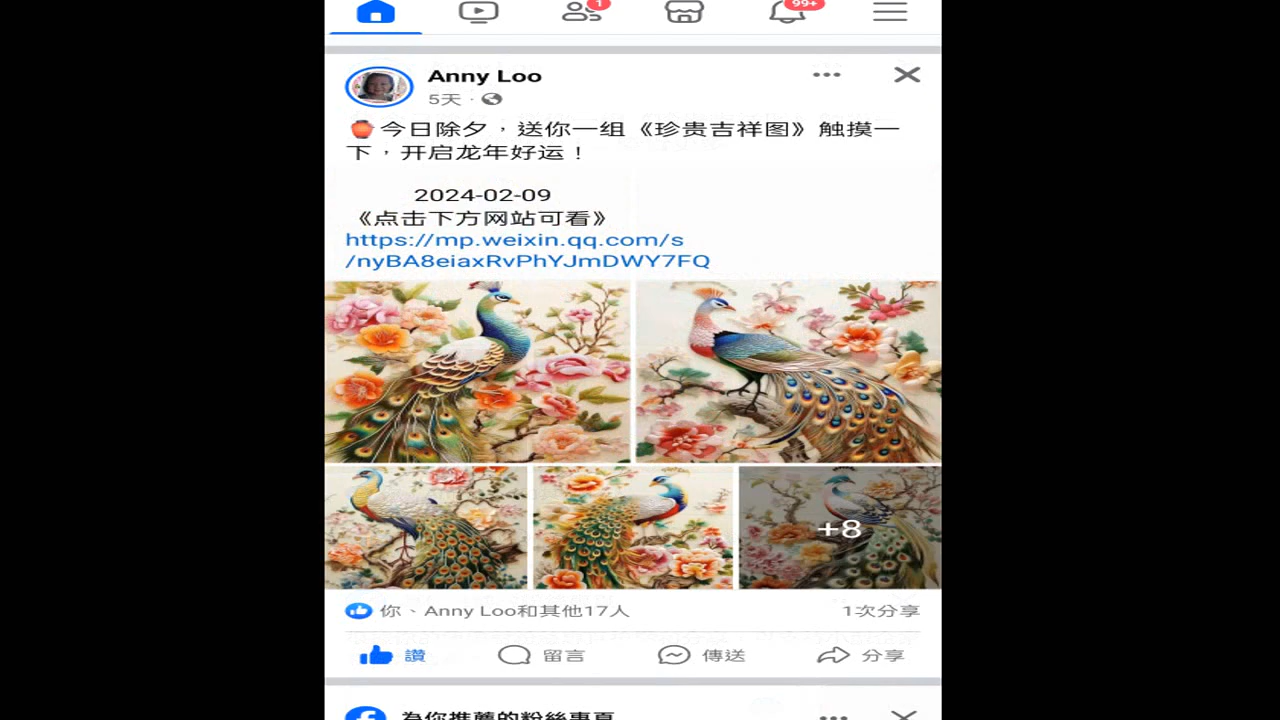 1
99+
Anny Loo
5天 ·
今日除夕，送你一组《珍贵吉祥图》触摸一
下，开启龙年好运！
2024-02-09
《点击下方网站可看》
https://mp.weixin.qq.com/s
/nyBA8eiaxRvPhYJmDWY7FQ
+8
你、Anny Loo和其他17人
1次分享
讚
留言
傳送
分享
為你推薦的粉絲專頁